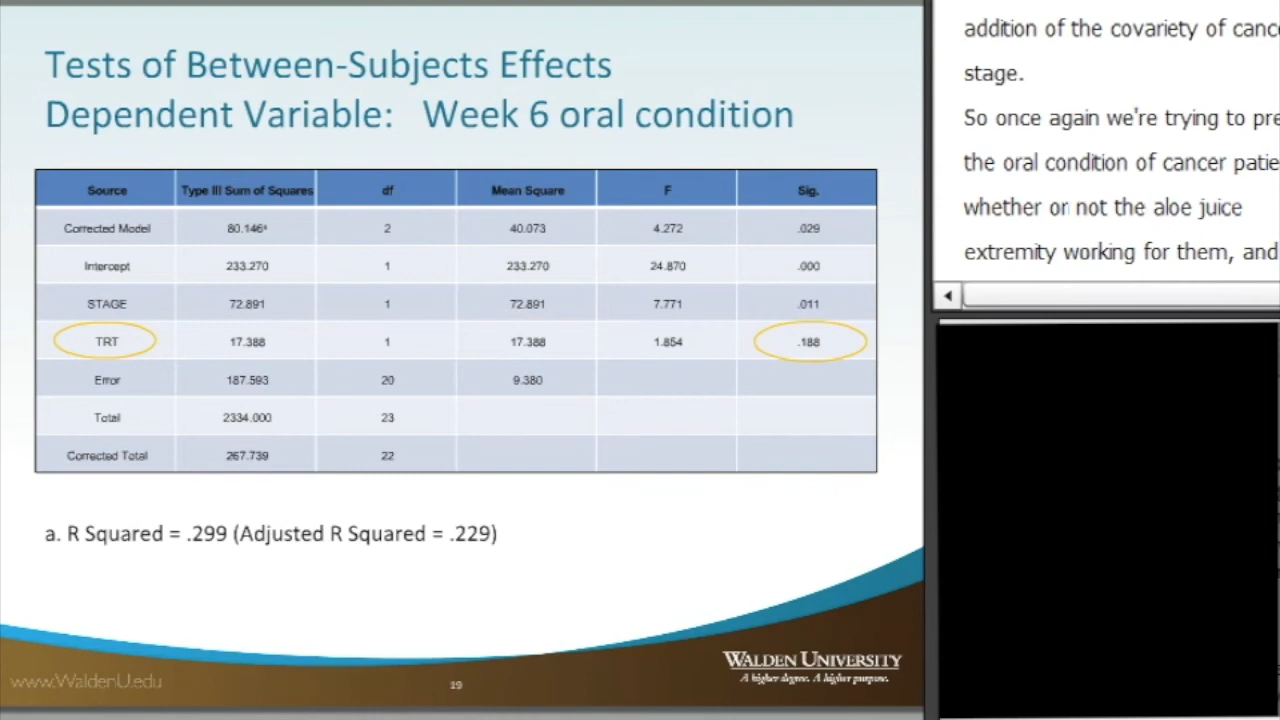 Tests of Between-Subjects Effects
Dependent Variable: Week 6 oral condition
Source Type III Sum of Squares df Mean Square F Sig.
Corrected Model 80.146ᵃ 2 40.073 4.272 .029
Intercept 233.270 1 233.270 24.870 .000
STAGE 72.891 1 72.891 7.771 .011
TRT 17.388 1 17.388 1.854 .188
Error 187.593 20 9.380
Total 2334.000 23
Corrected Total 267.739 22
a. R Squared = .299 (Adjusted R Squared = .229)
www.WaldenU.edu
19
WALDEN UNIVERSITY
A higher degree. A higher purpose.
addition of the covariety of canc
stage.
So once again we're trying to pre
the oral condition of cancer patie
whether or not the aloe juice
extremity working for them, and